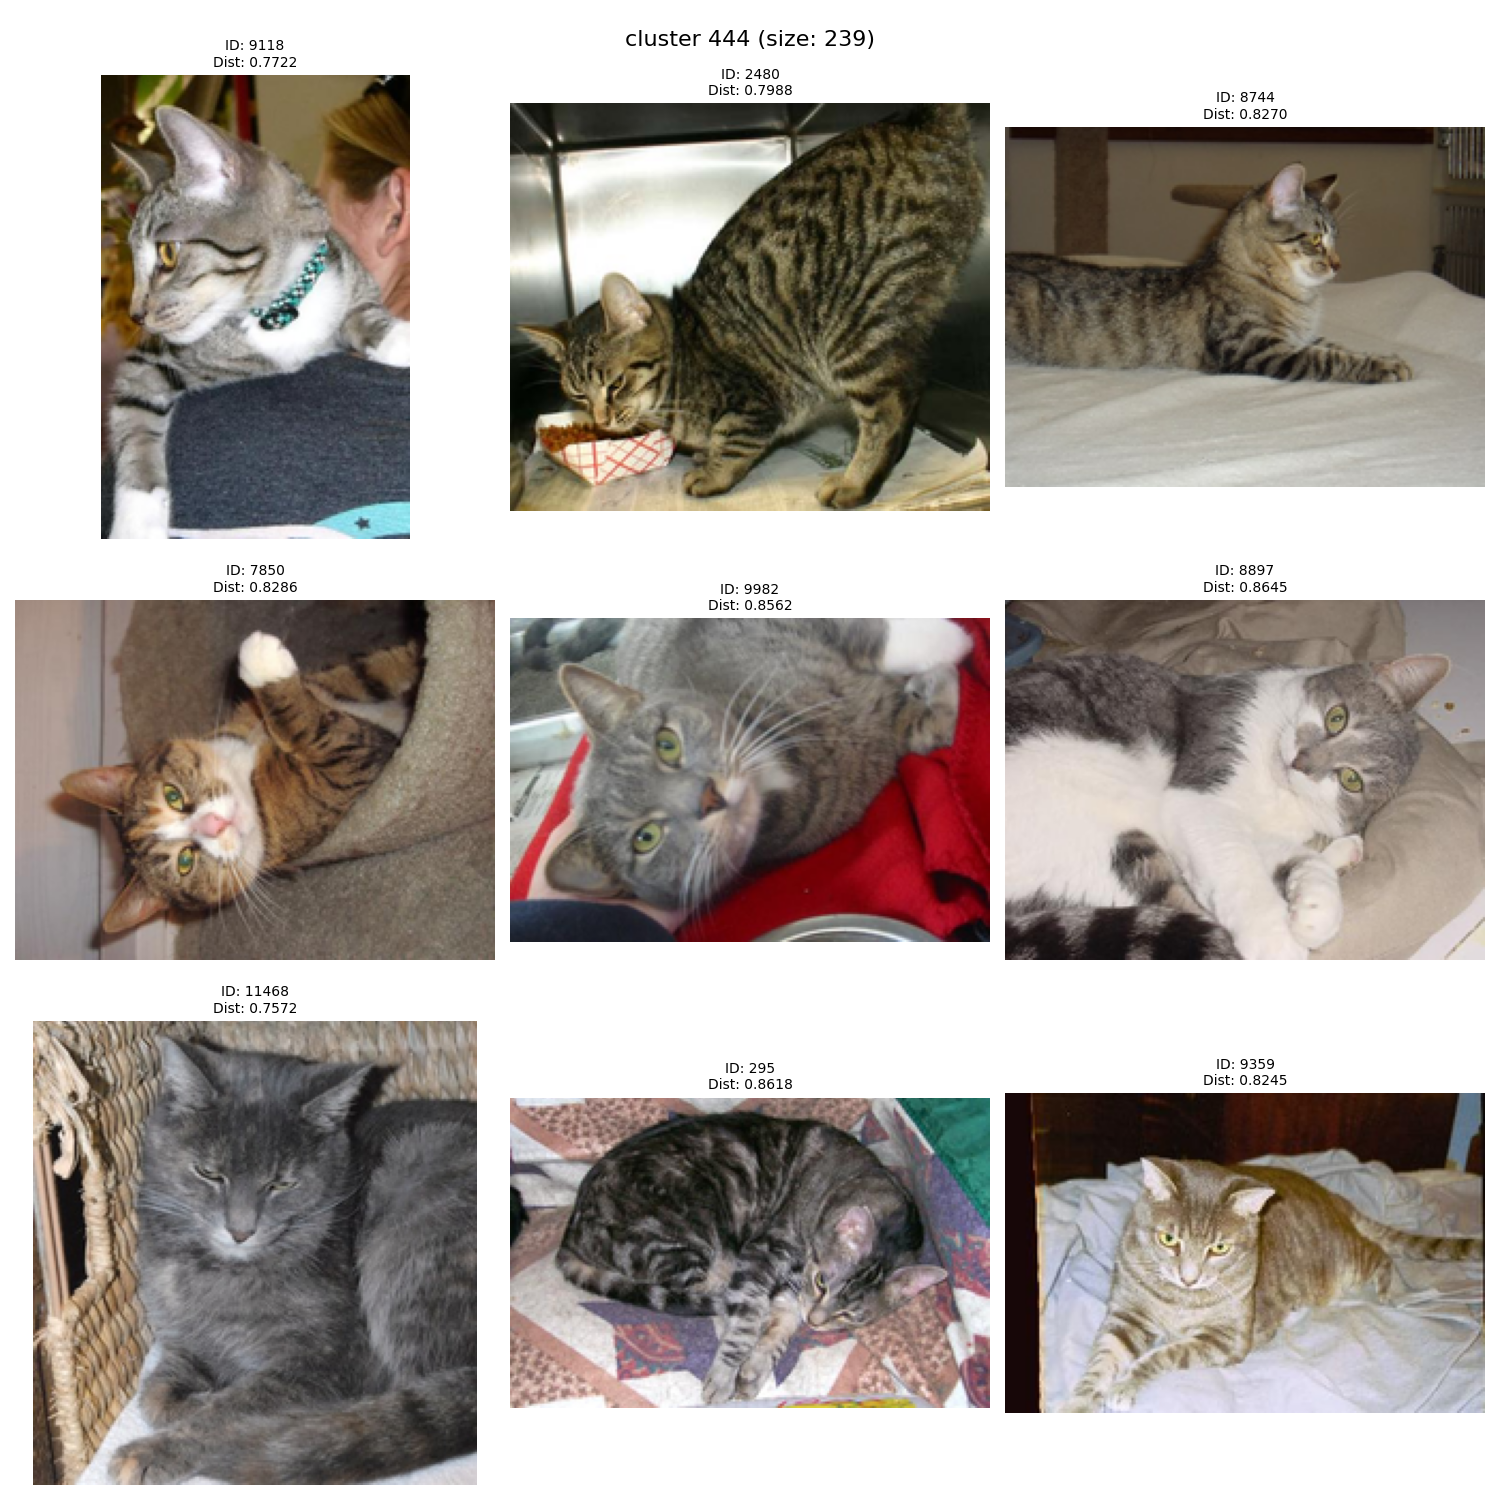 cluster 444 (size: 239)
ID: 9118
Dist: 0.7722
ID: 2480
Dist: 0.7988
ID: 8744
Dist: 0.8270
ID: 7850
Dist: 0.8286
ID: 9982
Dist: 0.8562
ID: 8897
Dist: 0.8645
ID: 11468
Dist: 0.7572
ID: 295
Dist: 0.8618
ID: 9359
Dist: 0.8245